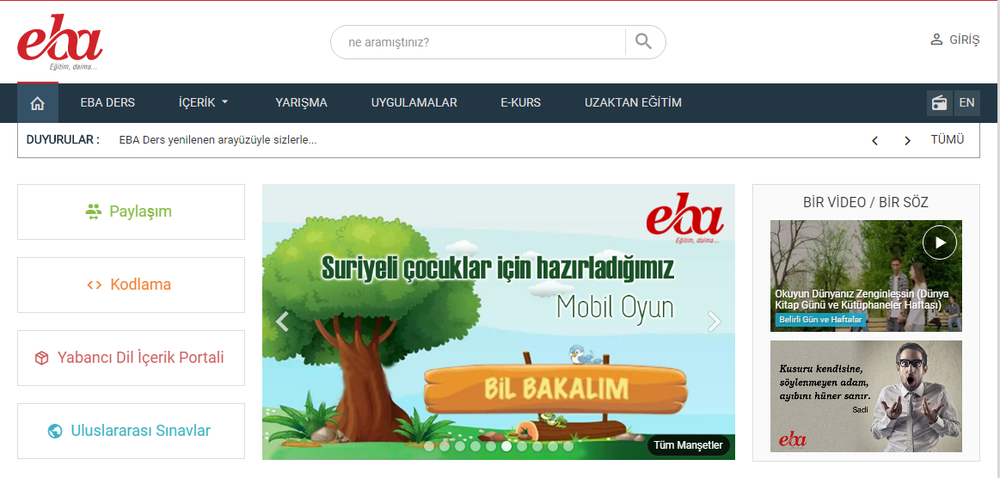 eba
Eğitim, daima...
ne aramıştınız?
GİRİŞ
EBA DERS
İÇERİK
YARIŞMA
UYGULAMALAR
E-KURS
UZAKTAN EĞİTİM
EN
DUYURULAR :
EBA Ders yenilenen arayüzüyle sizlerle...
TÜMÜ
Paylaşım
Kodlama
Yabancı Dil İçerik Portali
Uluslararası Sınavlar
eba
Eğitim, daima...
Suriyeli çocuklar için hazırladığımız
Mobil Oyun
BİL BAKALIM
Tüm Manşetler
BİR VİDEO / BİR SÖZ
Okuyun Dünyanız Zenginleşsin (Dünya
Kitap Günü ve Kütüphaneler Haftası)
Belirli Gün ve Haftalar
Kusuru kendisine,
söylenmeyen adam,
ayıbını hüner sanır.
Sadi
eba